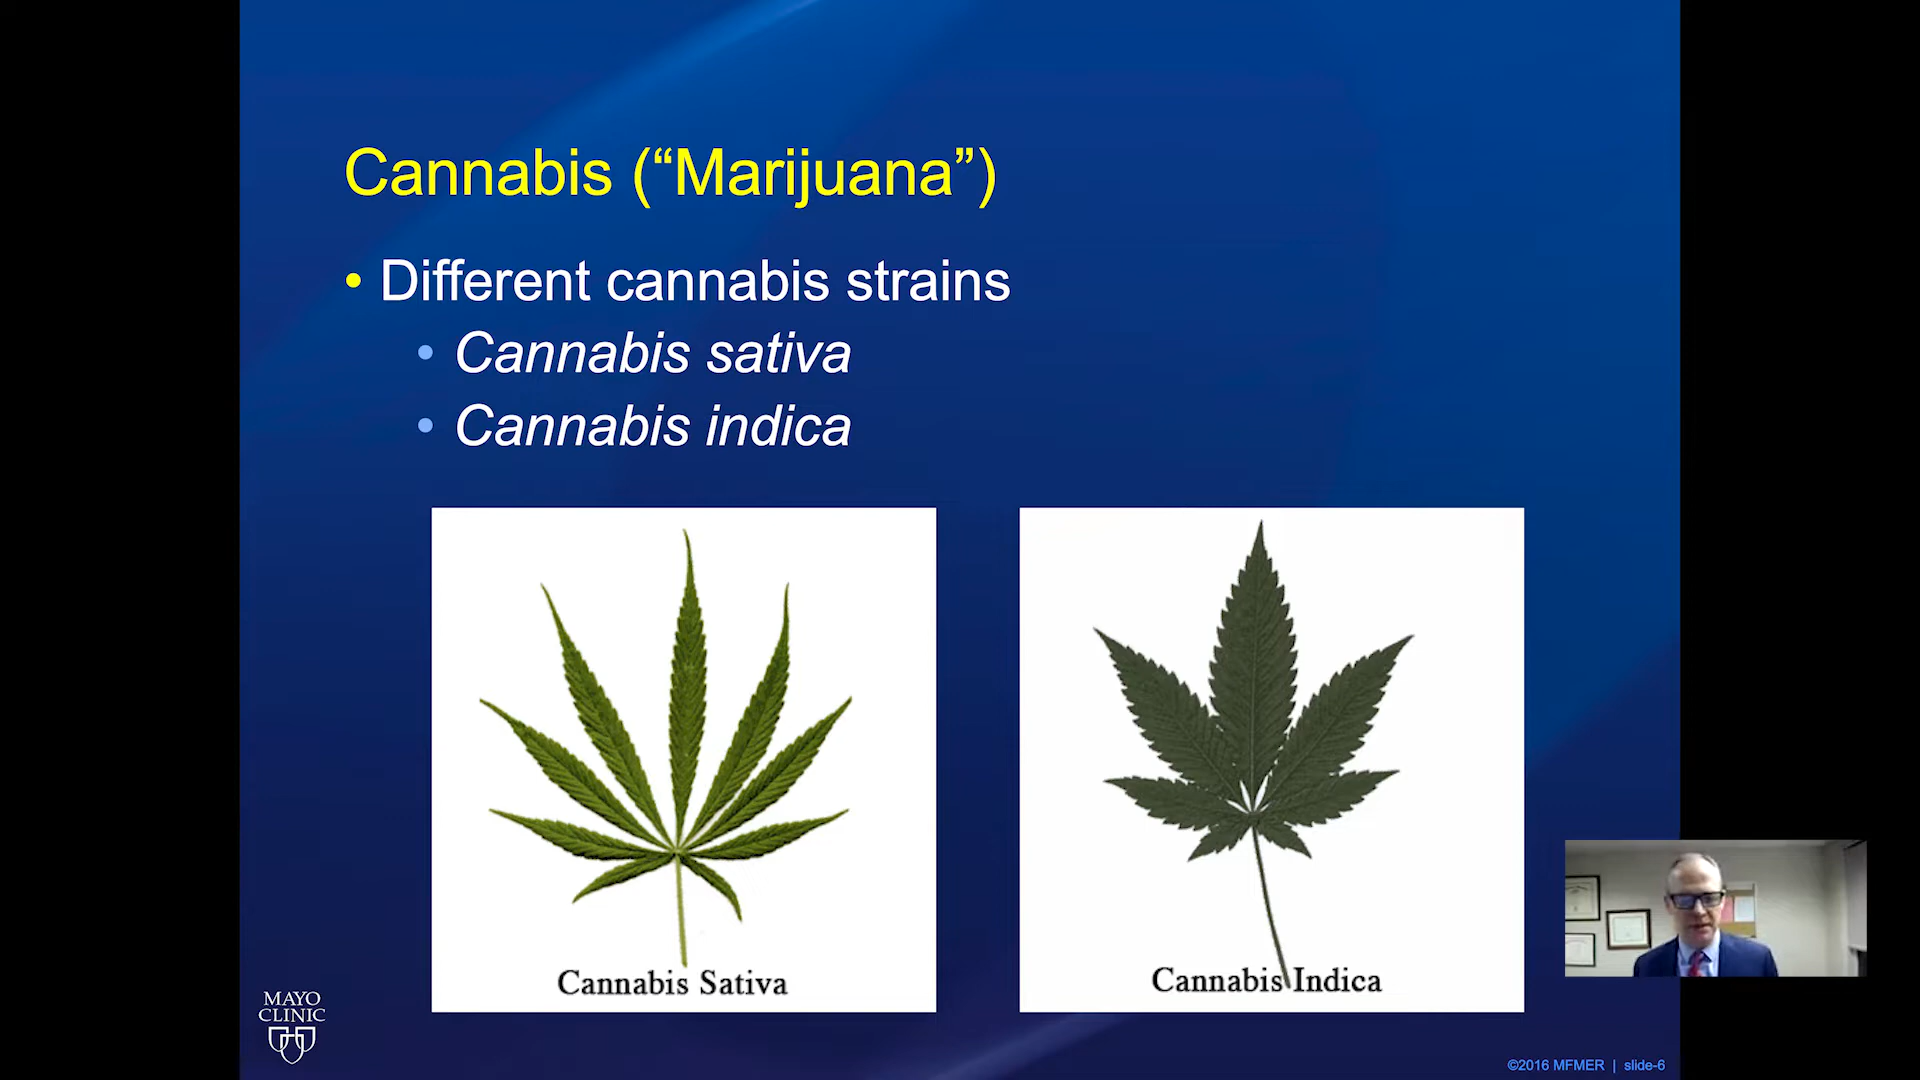 Cannabis (“Marijuana”)
• Different cannabis strains
• Cannabis sativa
• Cannabis indica
Cannabis Sativa
Cannabis Indica
MAYO
CLINIC
©2016 MFMER | slide-6